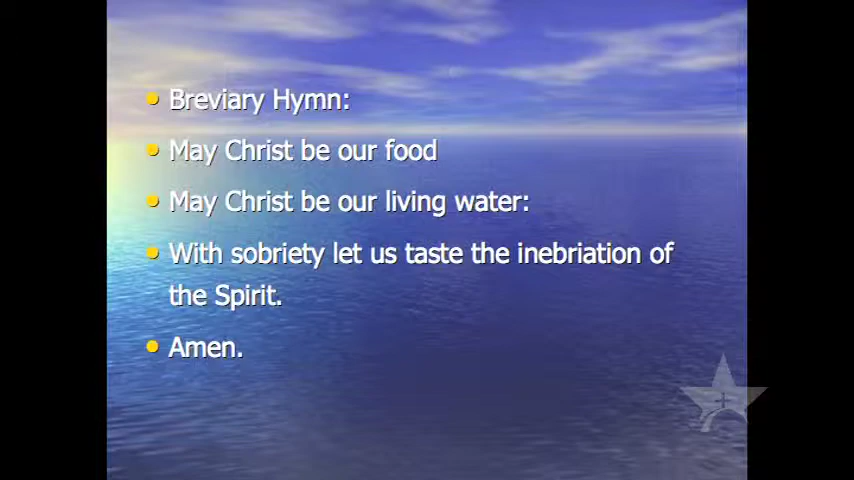 • Breviary Hymn:
• May Christ be our food
• May Christ be our living water:
• With sobriety let us taste the inebriation of
the Spirit.
• Amen.